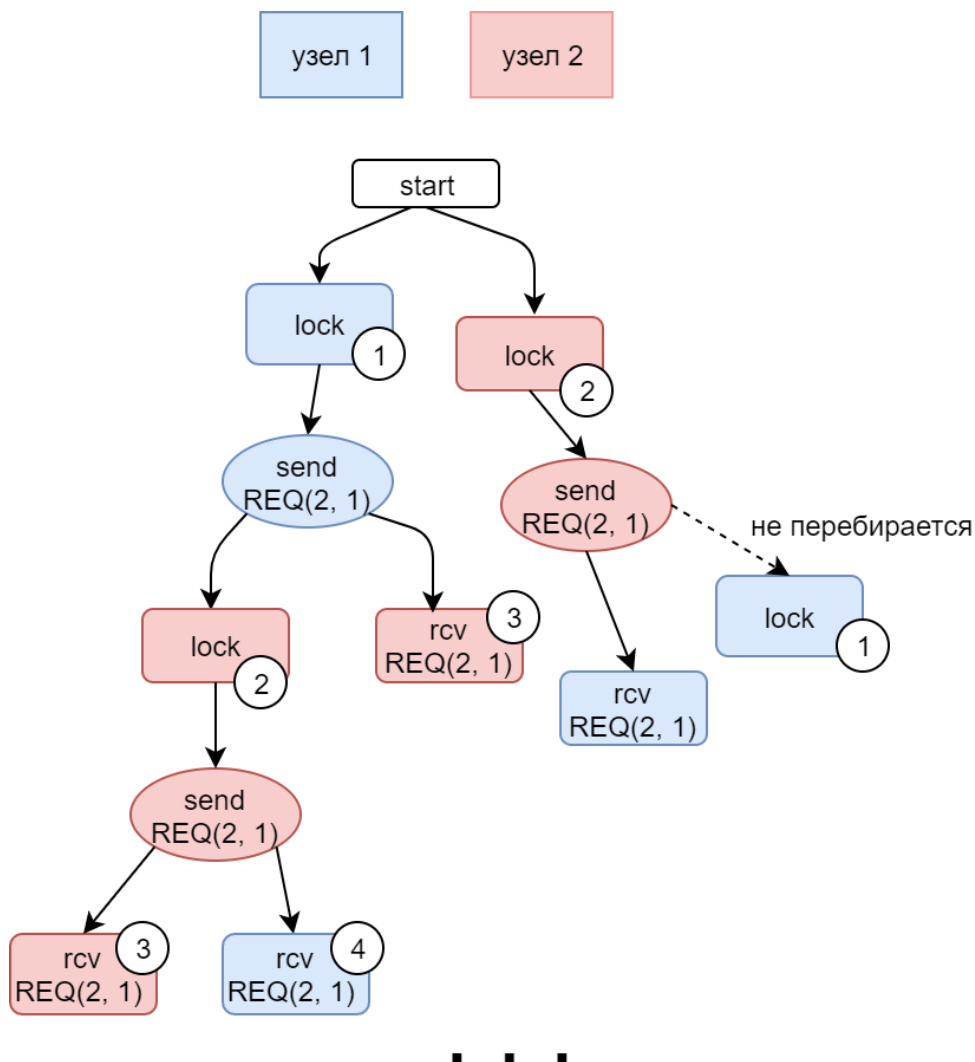 узел 1
узел 2
start
lock
1
lock
2
send
REQ(2, 1)
send
REQ(2, 1)
не перебирается
lock
1
lock
2
rcv
REQ(2, 1)
3
rcv
REQ(2, 1)
send
REQ(2, 1)
rcv
REQ(2, 1)
3
rcv
REQ(2, 1)
4